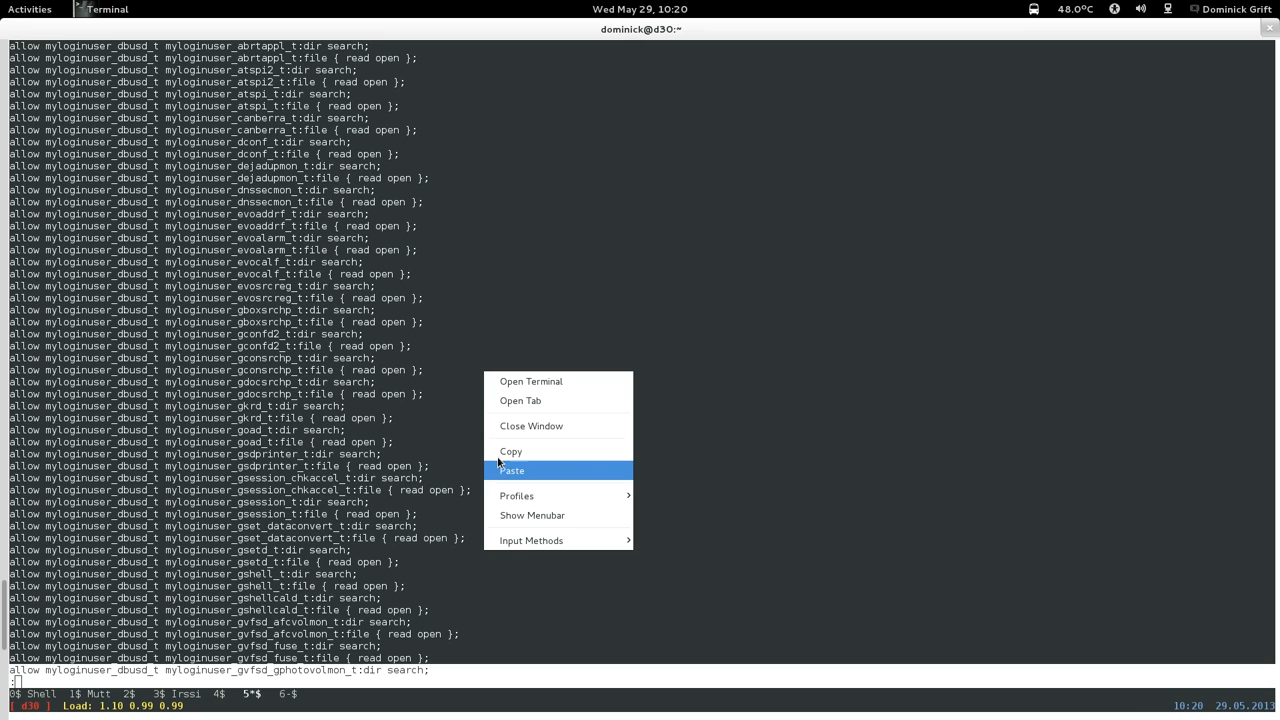 Activities Terminal Wed May 29, 10:20 48.0ºC Dominick Grift
dominick@d30:~
allow myloginuser_dbusd_t myloginuser_abrtappl_t:dir search;
allow myloginuser_dbusd_t myloginuser_abrtappl_t:file { read open };
allow myloginuser_dbusd_t myloginuser_atspi2_t:dir search;
allow myloginuser_dbusd_t myloginuser_atspi2_t:file { read open };
allow myloginuser_dbusd_t myloginuser_atspi_t:dir search;
allow myloginuser_dbusd_t myloginuser_atspi_t:file { read open };
allow myloginuser_dbusd_t myloginuser_canberra_t:dir search;
allow myloginuser_dbusd_t myloginuser_canberra_t:file { read open };
allow myloginuser_dbusd_t myloginuser_dconf_t:dir search;
allow myloginuser_dbusd_t myloginuser_dconf_t:file { read open };
allow myloginuser_dbusd_t myloginuser_dejadupmon_t:dir search;
allow myloginuser_dbusd_t myloginuser_dejadupmon_t:file { read open };
allow myloginuser_dbusd_t myloginuser_dnssecmon_t:dir search;
allow myloginuser_dbusd_t myloginuser_dnssecmon_t:file { read open };
allow myloginuser_dbusd_t myloginuser_evoaddrf_t:dir search;
allow myloginuser_dbusd_t myloginuser_evoaddrf_t:file { read open };
allow myloginuser_dbusd_t myloginuser_evoalarm_t:dir search;
allow myloginuser_dbusd_t myloginuser_evoalarm_t:file { read open };
allow myloginuser_dbusd_t myloginuser_evocalf_t:dir search;
allow myloginuser_dbusd_t myloginuser_evocalf_t:file { read open };
allow myloginuser_dbusd_t myloginuser_evosrcreg_t:dir search;
allow myloginuser_dbusd_t myloginuser_evosrcreg_t:file { read open };
allow myloginuser_dbusd_t myloginuser_gboxsrchp_t:dir search;
allow myloginuser_dbusd_t myloginuser_gboxsrchp_t:file { read open };
allow myloginuser_dbusd_t myloginuser_gconfd2_t:dir search;
allow myloginuser_dbusd_t myloginuser_gconfd2_t:file { read open };
allow myloginuser_dbusd_t myloginuser_gconsrchp_t:dir search;
allow myloginuser_dbusd_t myloginuser_gconsrchp_t:file { read open };
allow myloginuser_dbusd_t myloginuser_gdocsrchp_t:dir search;
allow myloginuser_dbusd_t myloginuser_gdocsrchp_t:file { read open };
allow myloginuser_dbusd_t myloginuser_gkrd_t:dir search;
allow myloginuser_dbusd_t myloginuser_gkrd_t:file { read open };
allow myloginuser_dbusd_t myloginuser_goad_t:dir search;
allow myloginuser_dbusd_t myloginuser_goad_t:file { read open };
allow myloginuser_dbusd_t myloginuser_gsdprinter_t:dir search;
allow myloginuser_dbusd_t myloginuser_gsdprinter_t:file { read open };
allow myloginuser_dbusd_t myloginuser_gsession_chkaccel_t:dir search;
allow myloginuser_dbusd_t myloginuser_gsession_chkaccel_t:file { read open };
allow myloginuser_dbusd_t myloginuser_gsession_t:dir search;
allow myloginuser_dbusd_t myloginuser_gsession_t:file { read open };
allow myloginuser_dbusd_t myloginuser_gset_dataconvert_t:dir search;
allow myloginuser_dbusd_t myloginuser_gset_dataconvert_t:file { read open };
allow myloginuser_dbusd_t myloginuser_gsetd_t:dir search;
allow myloginuser_dbusd_t myloginuser_gsetd_t:file { read open };
allow myloginuser_dbusd_t myloginuser_gshell_t:dir search;
allow myloginuser_dbusd_t myloginuser_gshell_t:file { read open };
allow myloginuser_dbusd_t myloginuser_gshellcald_t:dir search;
allow myloginuser_dbusd_t myloginuser_gshellcald_t:file { read open };
allow myloginuser_dbusd_t myloginuser_gvfsd_afcvolmon_t:dir search;
allow myloginuser_dbusd_t myloginuser_gvfsd_afcvolmon_t:file { read open };
allow myloginuser_dbusd_t myloginuser_gvfsd_fuse_t:dir search;
allow myloginuser_dbusd_t myloginuser_gvfsd_fuse_t:file { read open };
allow myloginuser_dbusd_t myloginuser_gvfsd_gphotovolmon_t:dir search;
:
0$ Shell 1$ Mutt 2$ 3$ Irssi 4$ 5*$ 6-$
[ d30 ] Load: 1.10 0.99 0.99 10:20 29.05.2013
Open Terminal
Open Tab
Close Window
Copy
Paste
Profiles
Show Menubar
Input Methods